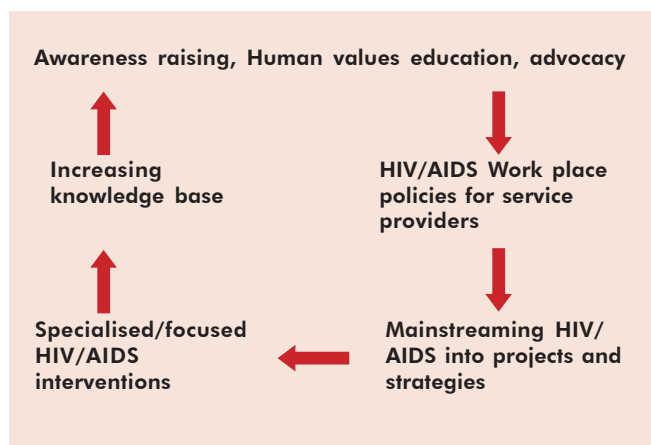 Awareness raising, Human values education, advocacy
Increasing
knowledge base
HIV/AIDS Work place
policies for service
providers
Specialised/focused
HIV/AIDS
interventions
Mainstreaming HIV/
AIDS into projects and
strategies